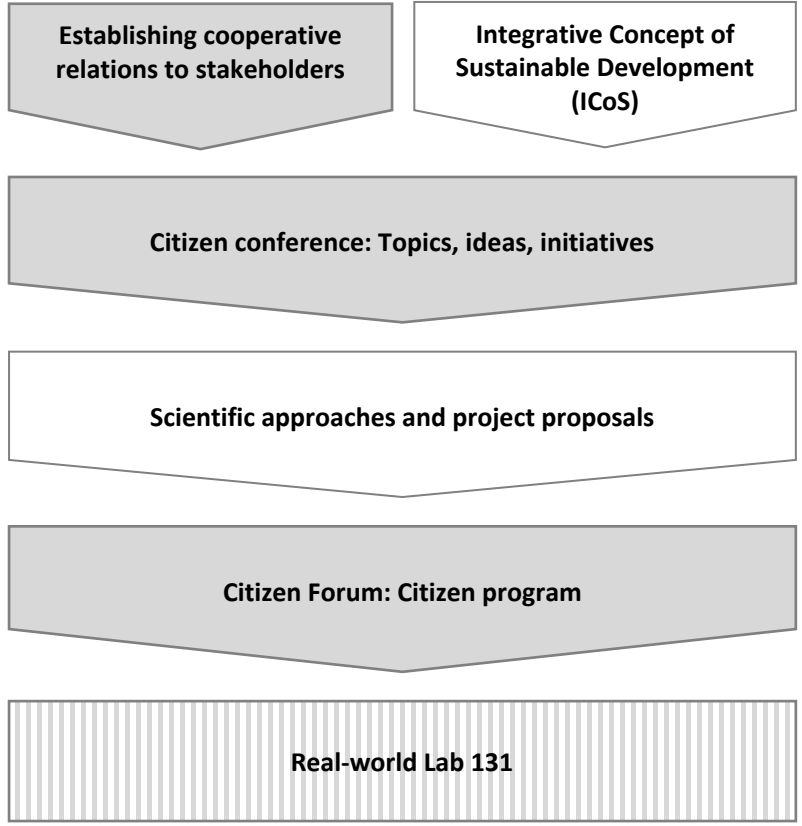 Establishing cooperative
relations to stakeholders
Integrative Concept of
Sustainable Development
(ICoS)
Citizen conference: Topics, ideas, initiatives
Scientific approaches and project proposals
Citizen Forum: Citizen program
Real-world Lab 131